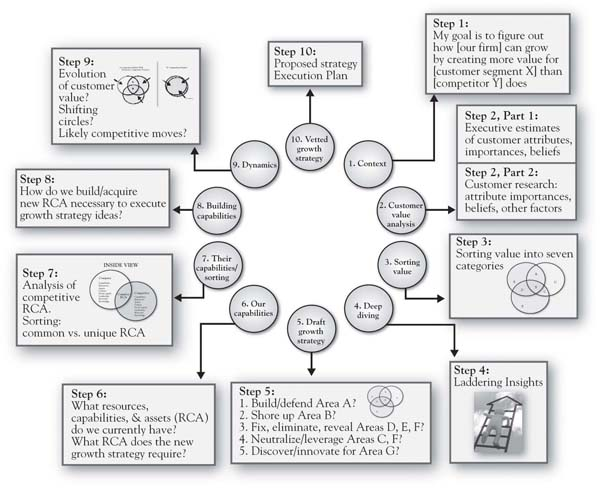 Step 1:
My goal is to figure out
how [our firm] can grow
by creating more value for
[customer segment X] than
[competitor Y] does
Step 2, Part 1:
Executive estimates
of customer attributes,
importances, beliefs
Step 2, Part 2:
Customer research:
attribute importances,
beliefs, other factors
Step 3:
Sorting value into seven
categories
Step 4:
Laddering Insights
Step 5:
1. Build/defend Area A?
2. Shore up Area B?
3. Fix, eliminate, reveal Areas D, E, F?
4. Neutralize/leverage Areas C, F?
5. Discover/innovate for Area G?
Step 6:
What resources,
capabilities, & assets (RCA)
do we currently have?
What RCA does the new
growth strategy require?
Step 7:
Analysis of
competitive
RCA.
Sorting:
common vs. unique RCA
INSIDE VIEW
Step 8:
How do we build/acquire
new RCA necessary to execute
growth strategy ideas?
Step 9:
Evolution
of customer
value?
Shifting
circles?
Likely competitive moves?
Step 10:
Proposed strategy
Execution Plan
1. Context
2. Customer
value
analysis
3. Sorting
value
4. Deep
diving
5. Draft
growth
strategy
6. Our
capabilities
7. Their
capabilities/
sorting
8. Building
capabilities
9. Dynamics
10. Vetted
growth
strategy